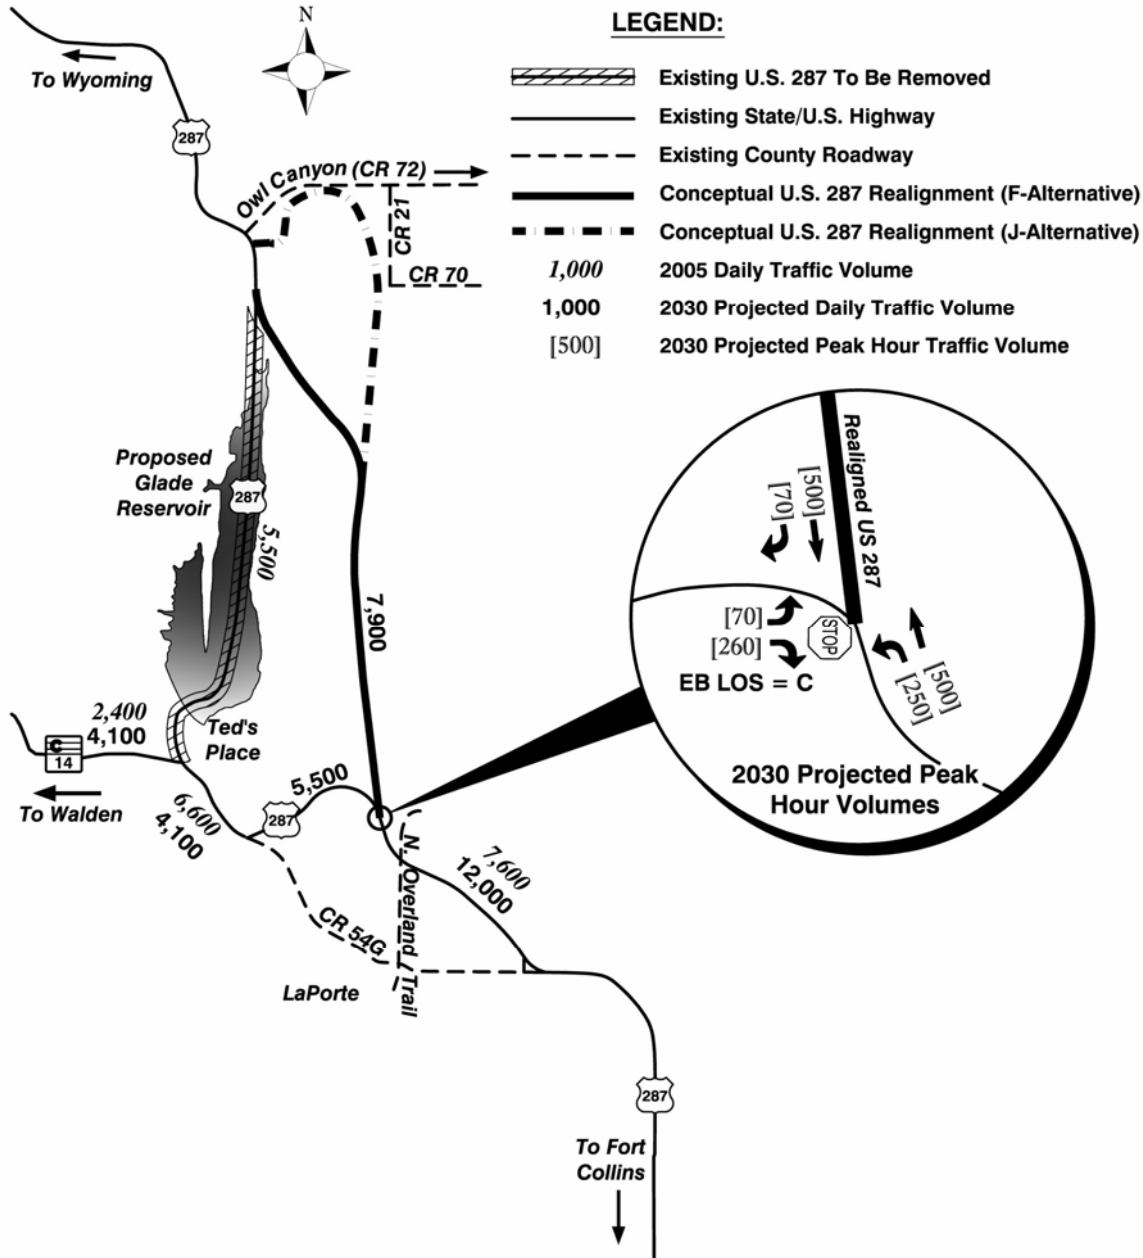 N
LEGEND:
To Wyoming
287
Existing U.S. 287 To Be Removed
Existing State/U.S. Highway
Existing County Roadway
Conceptual U.S. 287 Realignment (F-Alternative)
Conceptual U.S. 287 Realignment (J-Alternative)
1,000 2005 Daily Traffic Volume
1,000 2030 Projected Daily Traffic Volume
[500] 2030 Projected Peak Hour Traffic Volume
Owl Canyon (CR 72)
CR 21
CR 70
Proposed
Glade
Reservoir
287
5,500
7,900
Realigned US 287
[500]
[70]
[70]
[260]
STOP
EB LOS = C
[500]
[250]
2030 Projected Peak
Hour Volumes
2,400
4,100
C
14
To Walden
Ted's
Place
6,600
4,100
287
5,500
7,600
12,000
N. Overland Trail
CR 54G
LaPorte
287
To Fort
Collins